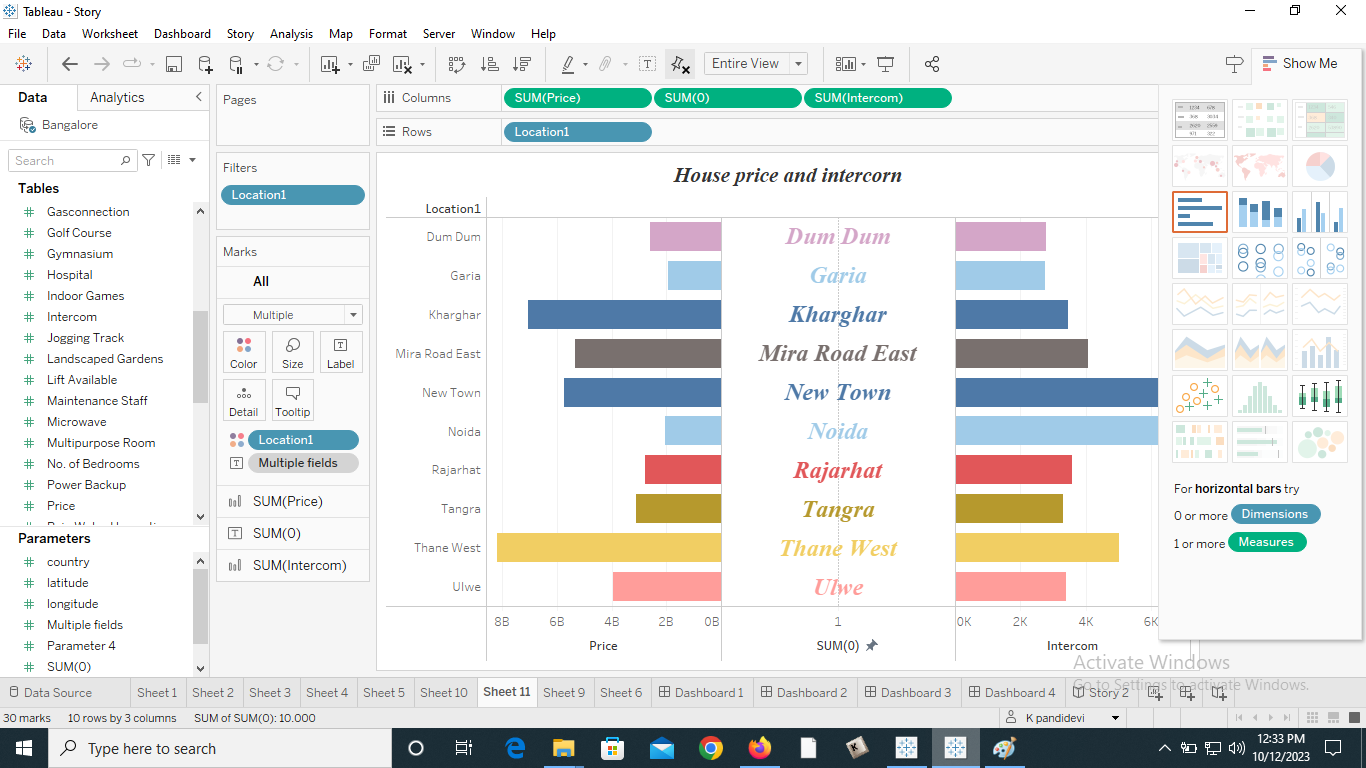 Tableau - Story
File Data Worksheet Dashboard Story Analysis Map Format Server Window Help
Entire View
Show Me
Data Analytics
Bangalore
Search
Tables
Gasconnection
Golf Course
Gymnasium
Hospital
Indoor Games
Intercom
Jogging Track
Landscaped Gardens
Lift Available
Maintenance Staff
Microwave
Multipurpose Room
No. of Bedrooms
Power Backup
Price
Parameters
country
latitude
longitude
Multiple fields
Parameter 4
SUM(0)
Pages
Filters
Location1
Marks
All
Multiple
Color Size Label
Detail Tooltip
Location1
Multiple fields
SUM(Price)
SUM(0)
SUM(Intercom)
Columns SUM(Price) SUM(0) SUM(Intercom)
Rows Location1
House price and intercorn
Location1
Dum Dum Dum Dum
Garia Garia
Kharghar Kharghar
Mira Road East Mira Road East
New Town New Town
Noida Noida
Rajarhat Rajarhat
Tangra Tangra
Thane West Thane West
Ulwe Ulwe
8B 6B 4B 2B 0B 1 0K 2K 4K 6K
Price SUM(0) Intercom
For horizontal bars try
0 or more Dimensions
1 or more Measures
Activate Windows
Go to Settings to activate Windows.
Data Source Sheet 1 Sheet 2 Sheet 3 Sheet 4 Sheet 5 Sheet 10 Sheet 11 Sheet 9 Sheet 6 Dashboard 1 Dashboard 2 Dashboard 3 Dashboard 4 Story 2
30 marks 10 rows by 3 columns SUM of SUM(0): 10.000 K pandidevi
Type here to search
12:33 PM
10/12/2023